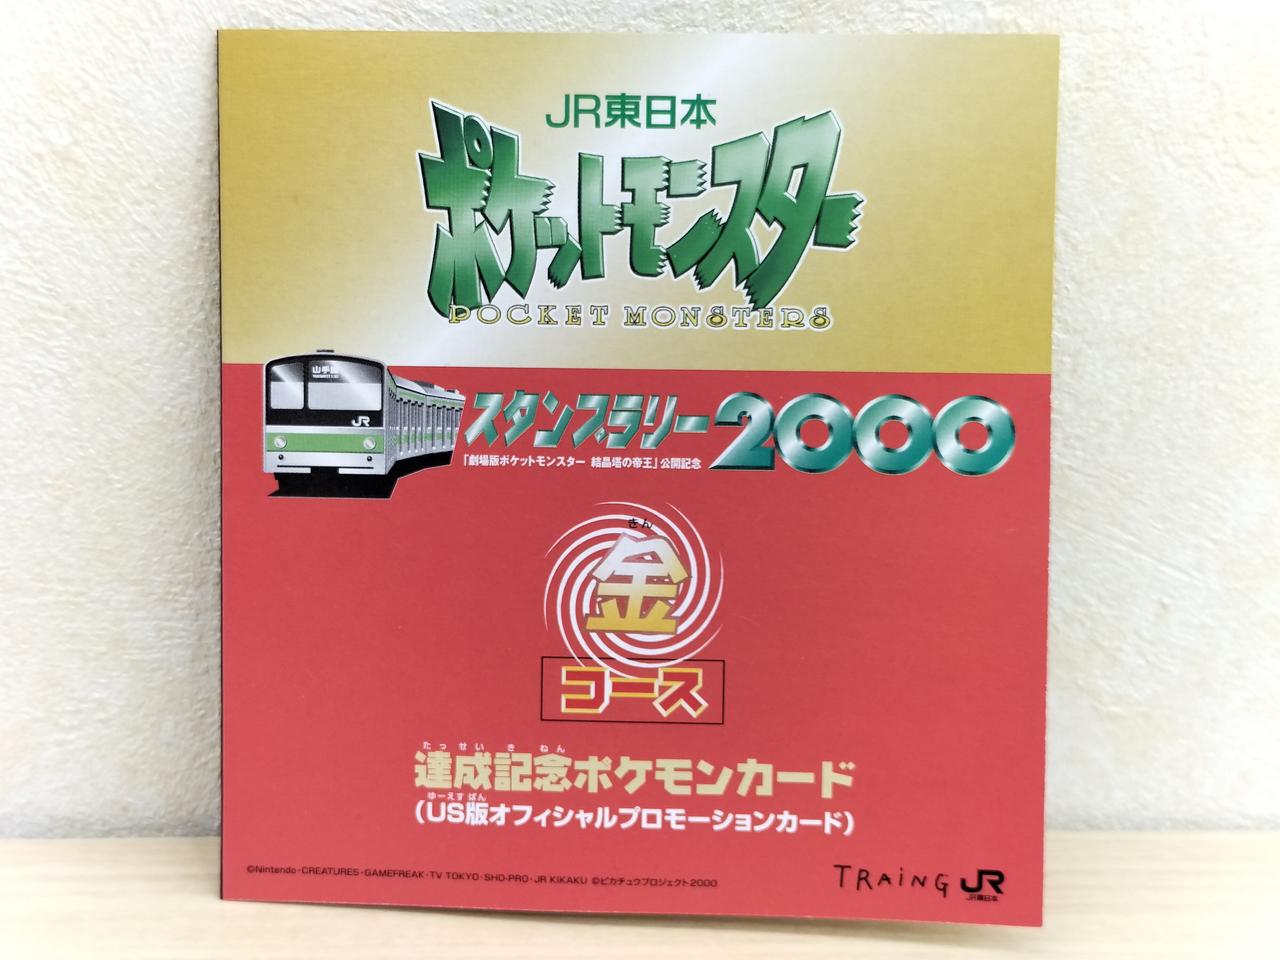 JR東日本
ポケットモンスター
POCKET MONSTERS
山手線
JR
スタンプラリー2000
「劇場版ポケットモンスター 結晶塔の帝王」公開記念
きん
金
コース
たっせい きねん
達成記念ポケモンカード
ゆーえすばん
(US版オフィシャルプロモーションカード)
©Nintendo・CREATURES・GAMEFREAK・TV TOKYO・SHO-PRO・JR KIKAKU ©ピカチュウプロジェクト2000
TRAiNG JR
JR東日本